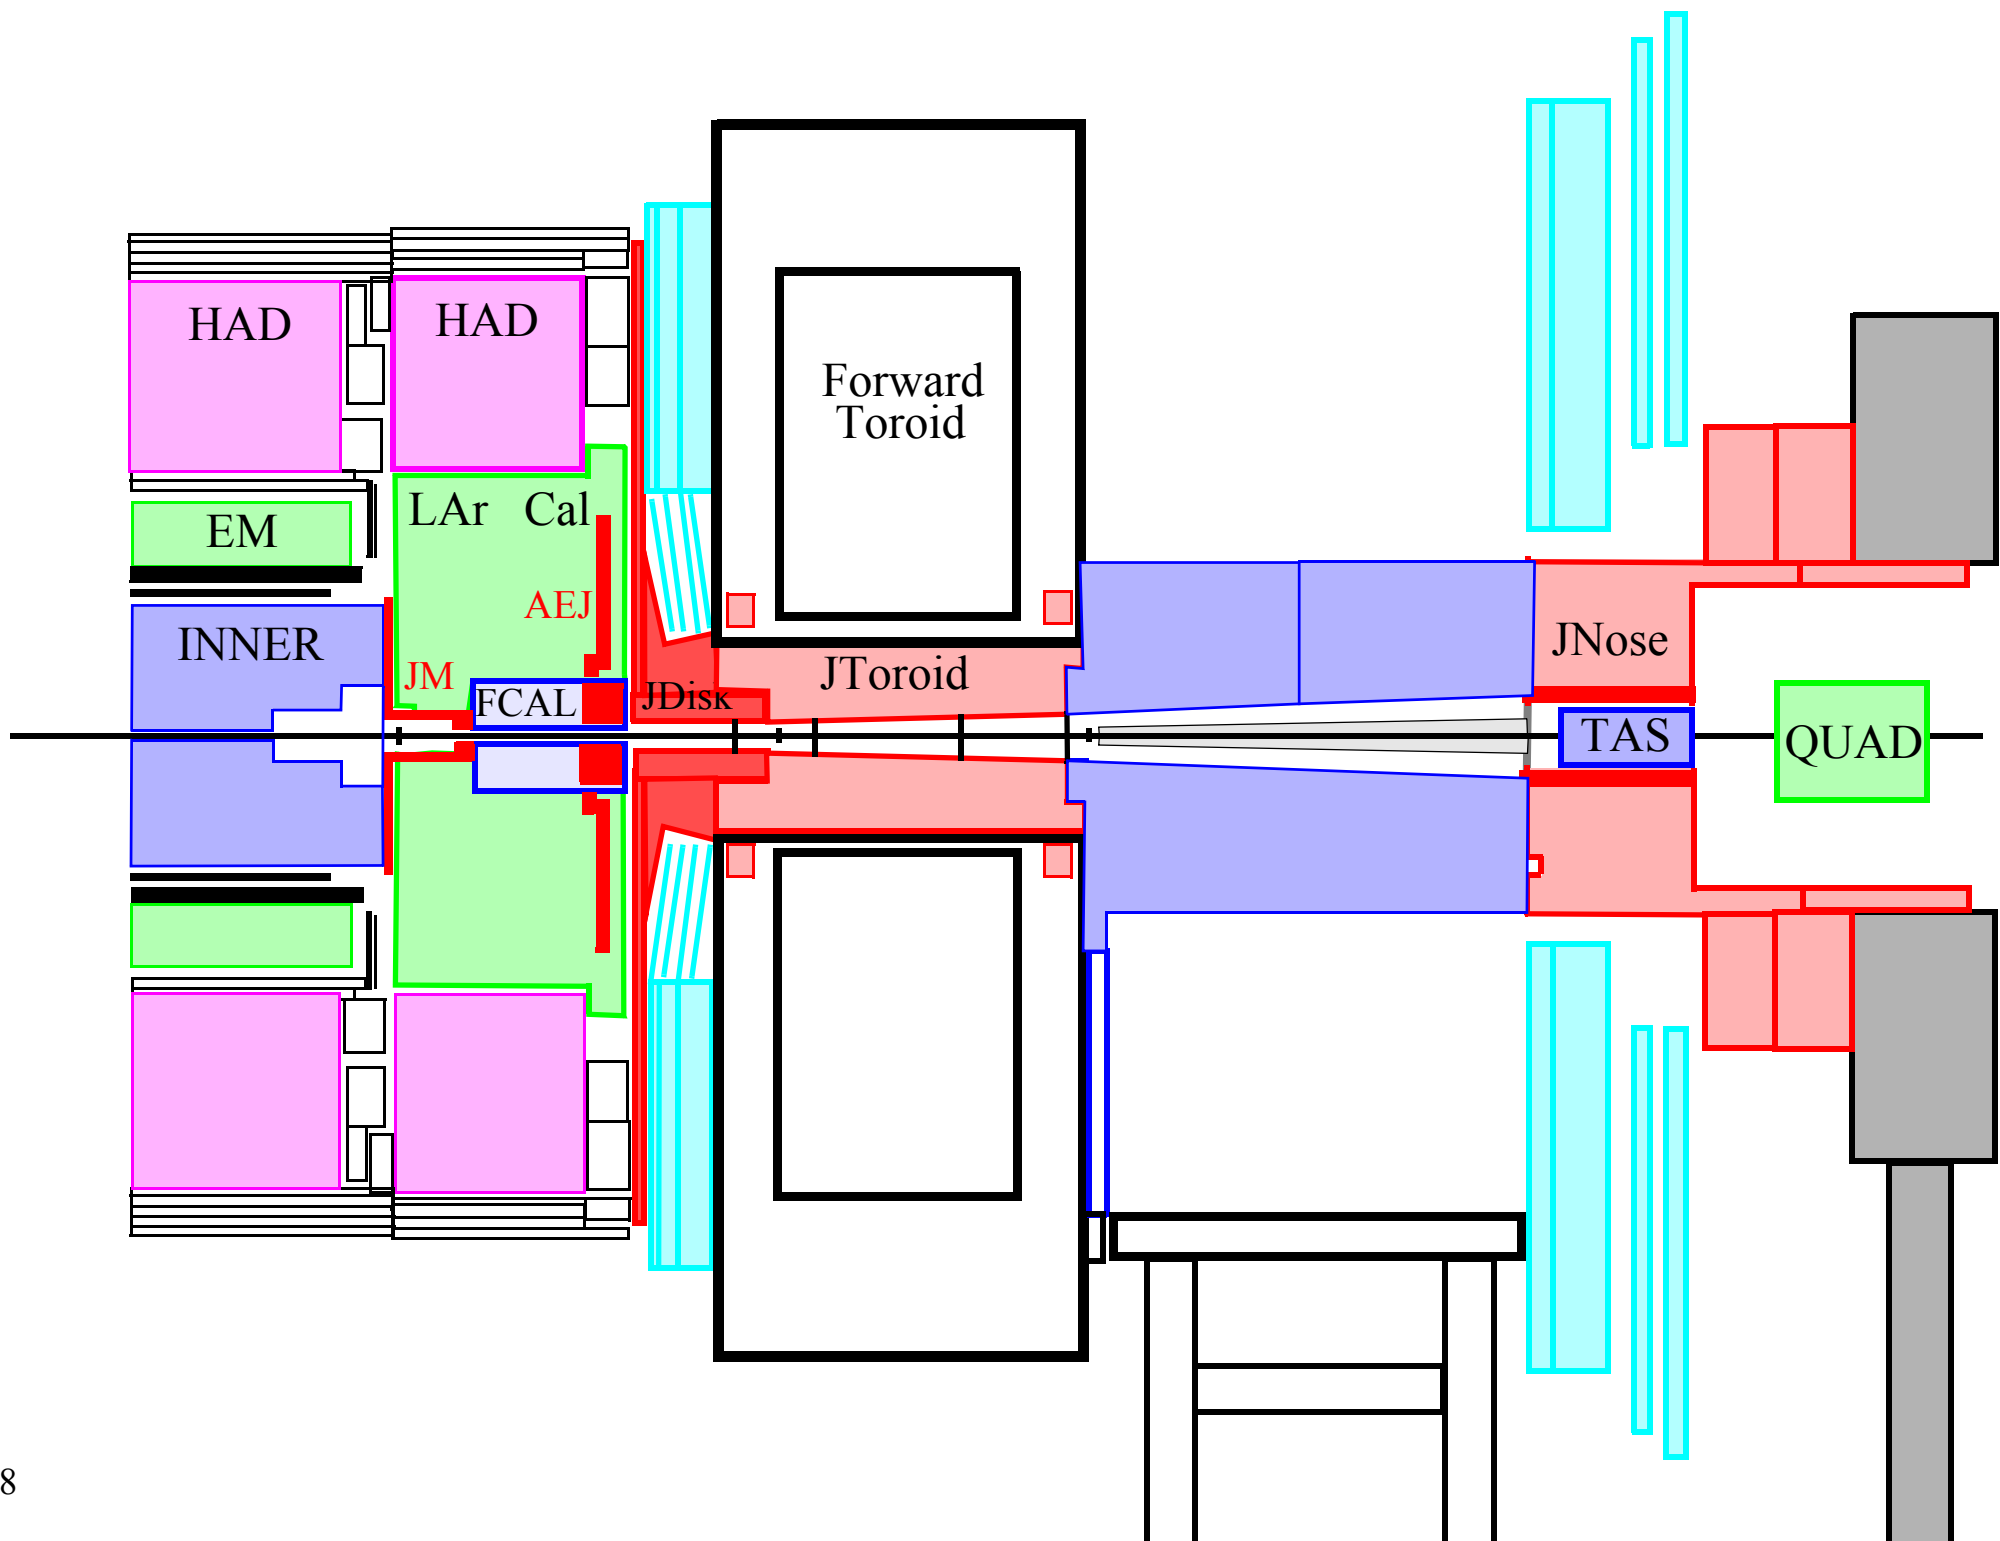 HAD
HAD
Forward
Toroid
LAr Cal
EM
AEJ
INNER
JM
FCAL
JDisk
JToroid
JNose
TAS
QUAD
8